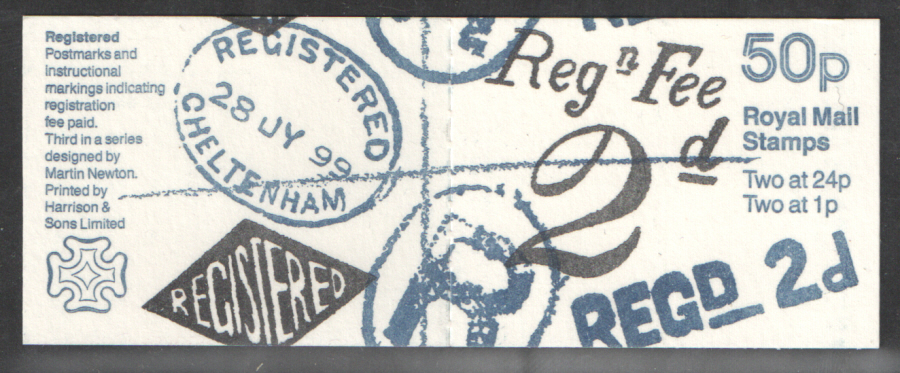 Registered
Postmarks and
instructional
markings indicating
registration
fee paid.
Third in a series
designed by
Martin Newton.
Printed by
Harrison &
Sons Limited
REGISTERED
28 JY 99
CHELTENHAM
REGISTERED
R
Regn Fee
2d
REGD 2d
50p
Royal Mail
Stamps
Two at 24p
Two at 1p